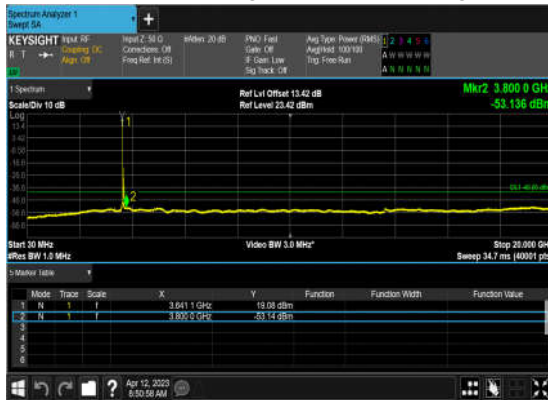 Spectrum Analyzer 1
Swept SA
+
KEYSIGHT
R T
Input: RF
Coupling: DC
Align: Off
Input Z: 50 Ω
Corrections: Off
Freq Ref: Int (S)
#Atten: 20 dB
PNO: Fast
Gate: Off
IF Gain: Low
Sig Track: Off
Avg Type: Power (RMS)
Avg|Hold: 100/100
Trig: Free Run
1 2 3 4 5 6
A W W W W W
A N N N N N
1 Spectrum
Scale/Div 10 dB
Ref Lvl Offset 13.42 dB
Ref Level 23.42 dBm
Mkr2 3.800 0 GHz
-53.136 dBm
Log
13.4
3.42
1
2
Start 30 MHz
#Res BW 1.0 MHz
Video BW 3.0 MHz*
Stop 20.000 GHz
Sweep 34.7 ms (40001 pts)
5 Marker Table
Mode Trace Scale X Y Function Function Width Function Value
1 N 1 f 3.641 1 GHz 19.08 dBm
2 N 1 f 3.800 0 GHz -53.14 dBm
3
4
5
6
?
Apr 12, 2023
8:50:58 AM